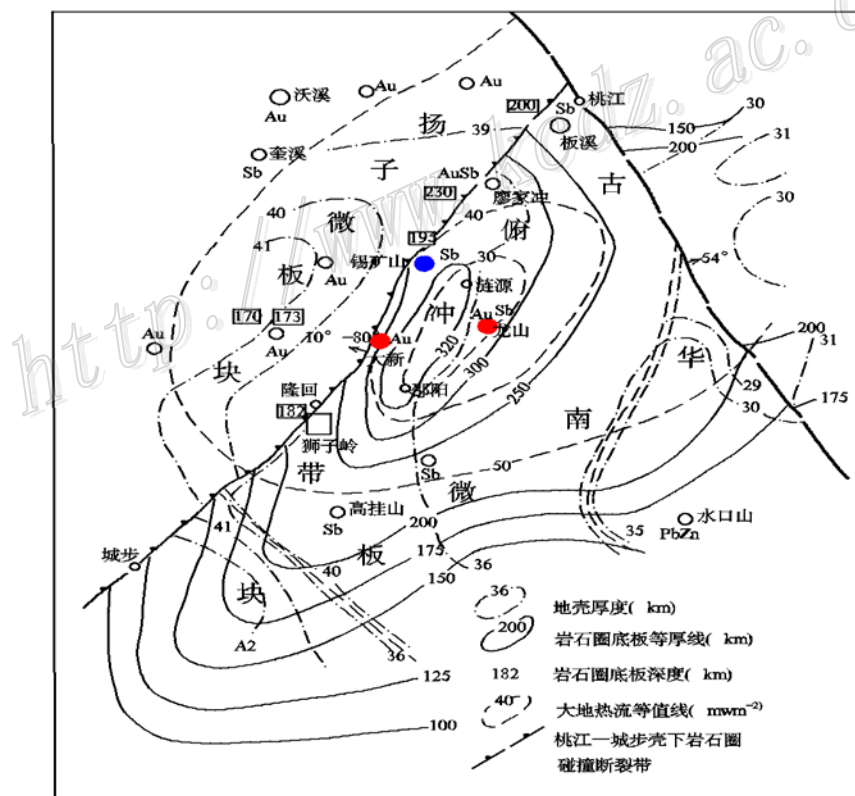 http://www.kdz.ac.c
沃溪
Au
Au
Au
200
Sb
桃江
30
150
扬
39
板溪
200
31
奎溪
Sb
子
AuSb
古
廖家冲
230
30
40
微
40
俯
193
41
锡矿山
Sb
30
板
Au
涟源
54°
冲
Au
Sb
170
173
龙山
Au
10°
-80
Au
200
Au
大新
320
31
华
300
块
邵阳
250
29
隆回
175
182
30
狮子岭
南
带
Sb
50
微
高挂山
水口山
Sb
200
35
PbZn
41
板
175
城步
40
36
150
块
36
地壳厚度( km)
200
岩石圈底板等厚线( km)
A2
36
125
182
岩石圈底板深度( km)
40
大地热流等值线( mwm⁻²)
100
桃江—城步壳下岩石圈
碰撞断裂带